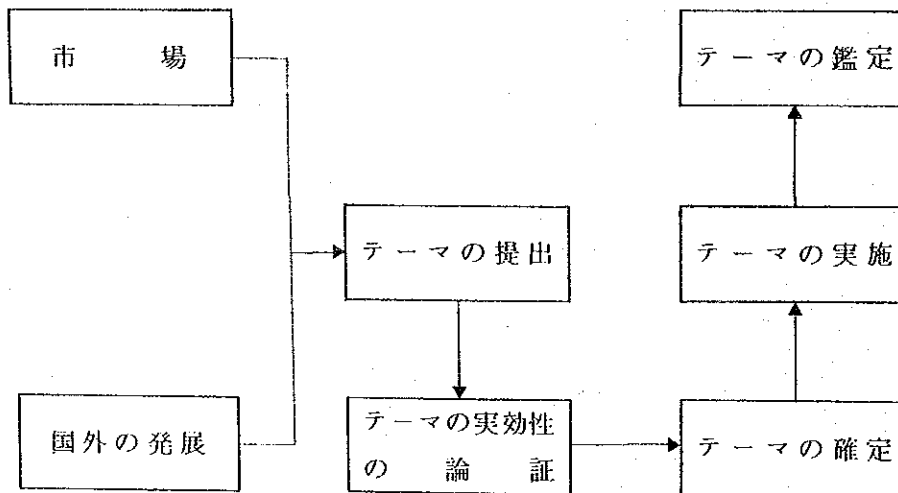 市場
テーマの鑑定
テーマの提出
テーマの実施
国外の発展
テーマの実効性
の論証
テーマの確定